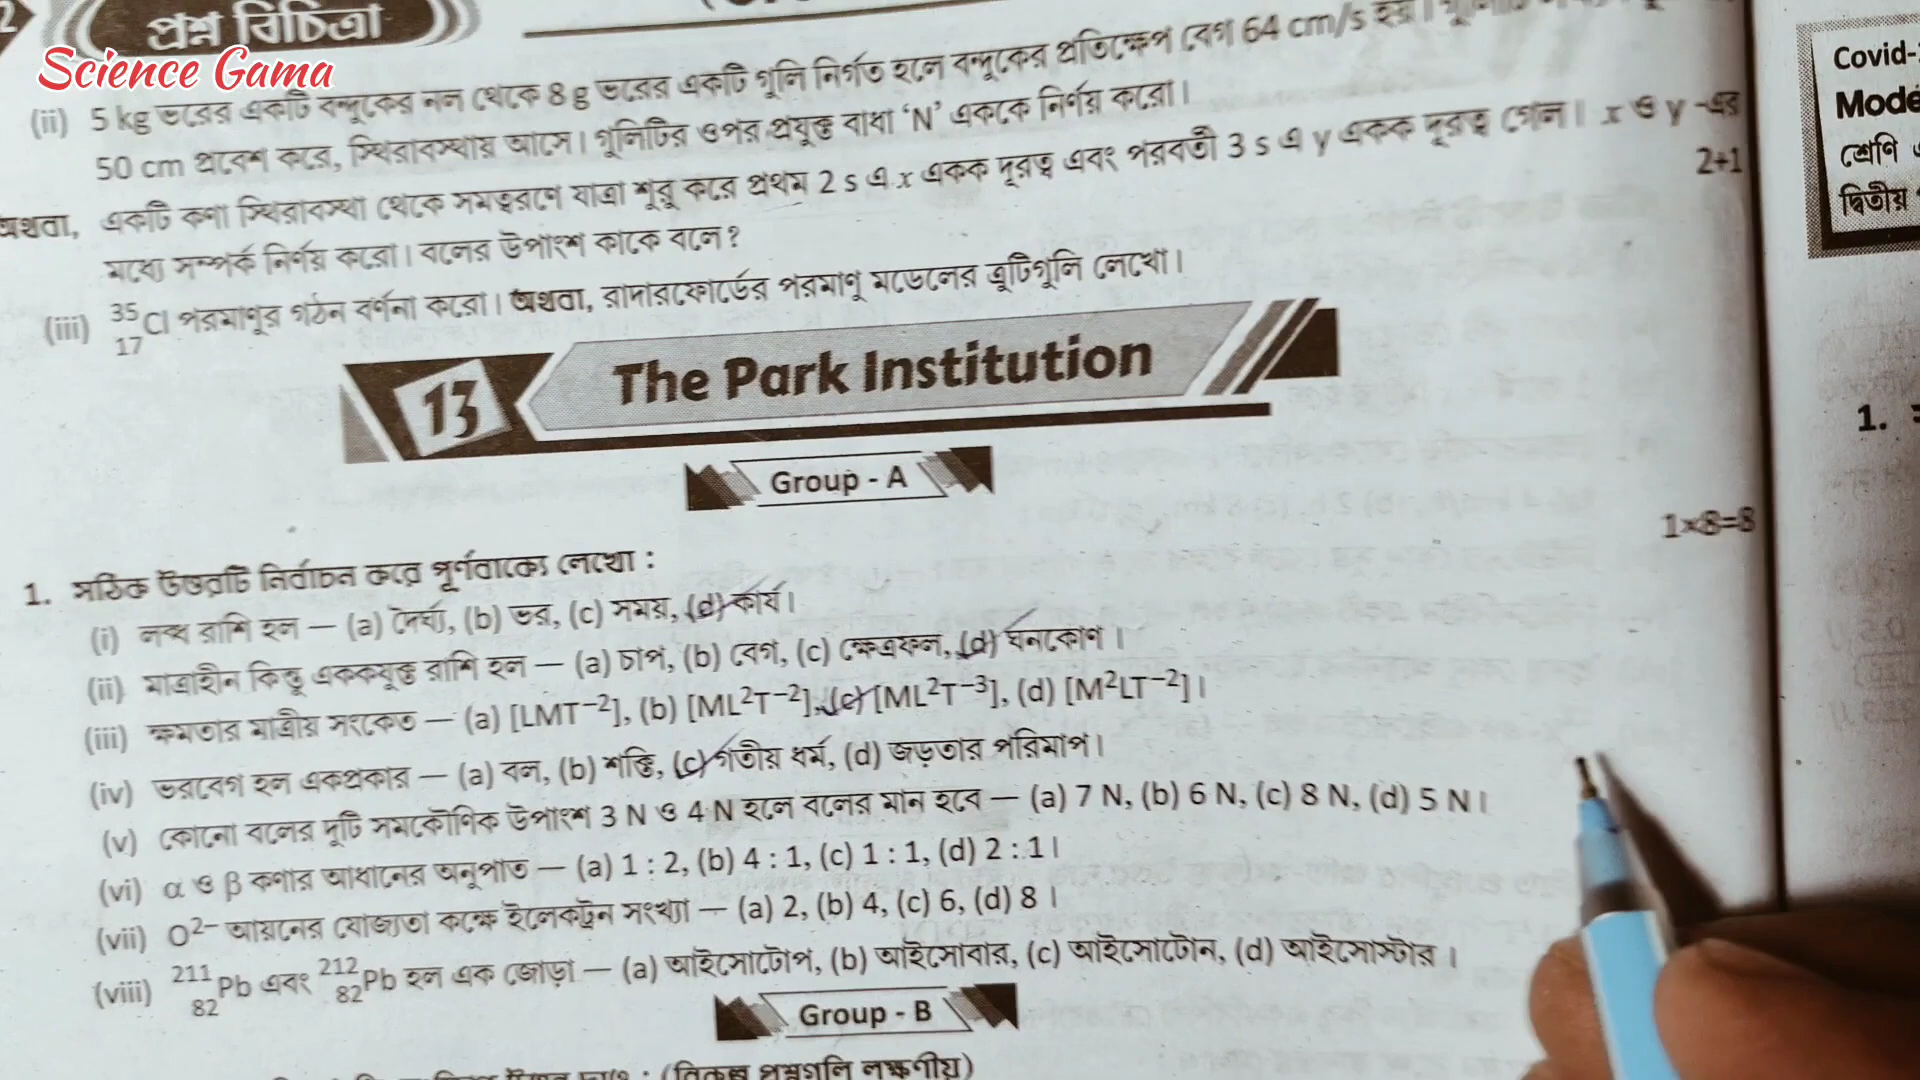 2
প্রশ্ন বিচিত্রা
Science Gama
(ii) 5 kg ভরের একটি বন্দুকের নল থেকে 8 g ভরের একটি গুলি নির্গত হলে বন্দুকের প্রতিক্ষেপ বেগ 64 cm/s হয়।
50 cm প্রবেশ করে, স্থিরাবস্থায় আসে। গুলিটির ওপর প্রযুক্ত বাধা ‘N’ এককে নির্ণয় করো।
অথবা, একটি কণা স্থিরাবস্থা থেকে সমত্বরণে যাত্রা শুরু করে প্রথম 2 s এ x একক দূরত্ব এবং পরবর্তী 3 s এ y একক দূরত্ব গেল। x ও y -এর
মধ্যে সম্পর্ক নির্ণয় করো। বলের উপাংশ কাকে বলে? 2+1
(iii) ³⁵₁₇Cl পরমাণুর গঠন বর্ণনা করো। অথবা, রাদারফোর্ডের পরমাণু মডেলের ত্রুটিগুলি লেখো।
13 The Park Institution
Group - A
1. সঠিক উত্তরটি নির্বাচন করে পূর্ণবাক্যে লেখো : 1×8=8
(i) লব্ধ রাশি হল — (a) দৈর্ঘ্য, (b) ভর, (c) সময়, (d) কার্য।
(ii) মাত্রাহীন কিন্তু এককযুক্ত রাশি হল — (a) চাপ, (b) বেগ, (c) ক্ষেত্রফল, (d) ঘনকোণ।
(iii) ক্ষমতার মাত্রীয় সংকেত — (a) [LMT⁻²], (b) [ML²T⁻²], (c) [ML²T⁻³], (d) [M²LT⁻²]।
(iv) ভরবেগ হল একপ্রকার — (a) বল, (b) শক্তি, (c) গতীয় ধর্ম, (d) জড়তার পরিমাপ।
(v) কোনো বলের দুটি সমকৌণিক উপাংশ 3 N ও 4 N হলে বলের মান হবে — (a) 7 N, (b) 6 N, (c) 8 N, (d) 5 N।
(vi) α ও β কণার আধানের অনুপাত — (a) 1 : 2, (b) 4 : 1, (c) 1 : 1, (d) 2 : 1।
(vii) O²⁻ আয়নের যোজ্যতা কক্ষে ইলেকট্রন সংখ্যা — (a) 2, (b) 4, (c) 6, (d) 8।
(viii) ²¹¹₈₂Pb এবং ²¹²₈₂Pb হল এক জোড়া — (a) আইসোটোপ, (b) আইসোবার, (c) আইসোটোন, (d) আইসোস্টার।
Group - B
(বিকল্প প্রশ্নগুলি লক্ষণীয়)
Covid-
Mode
শ্রেণি
দ্বিতীয়
1.